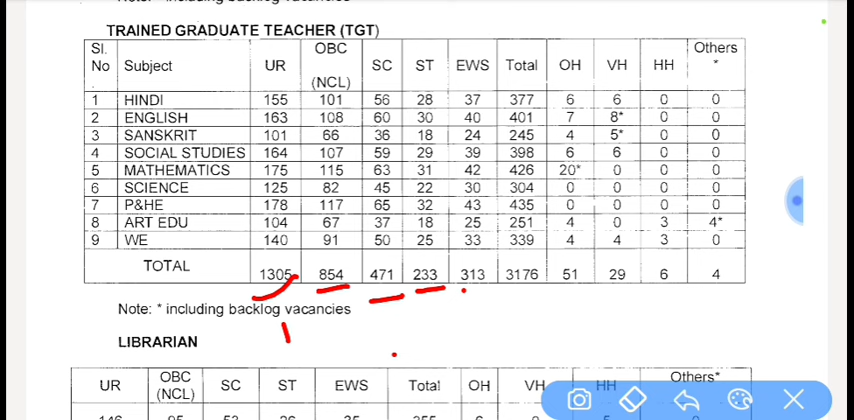 TRAINED GRADUATE TEACHER (TGT)
Sl. No Subject UR OBC (NCL) SC ST EWS Total OH VH HH Others *
1 HINDI 155 101 56 28 37 377 6 6 0 0
2 ENGLISH 163 108 60 30 40 401 7 8* 0 0
3 SANSKRIT 101 66 36 18 24 245 4 5* 0 0
4 SOCIAL STUDIES 164 107 59 29 39 398 6 6 0 0
5 MATHEMATICS 175 115 63 31 42 426 20* 0 0 0
6 SCIENCE 125 82 45 22 30 304 0 0 0 0
7 P&HE 178 117 65 32 43 435 0 0 0 0
8 ART EDU 104 67 37 18 25 251 4 0 3 4*
9 WE 140 91 50 25 33 339 4 4 3 0
TOTAL 1305 854 471 233 313 3176 51 29 6 4
Note: * including backlog vacancies
LIBRARIAN
UR OBC (NCL) SC ST EWS Total OH VH HH Others*